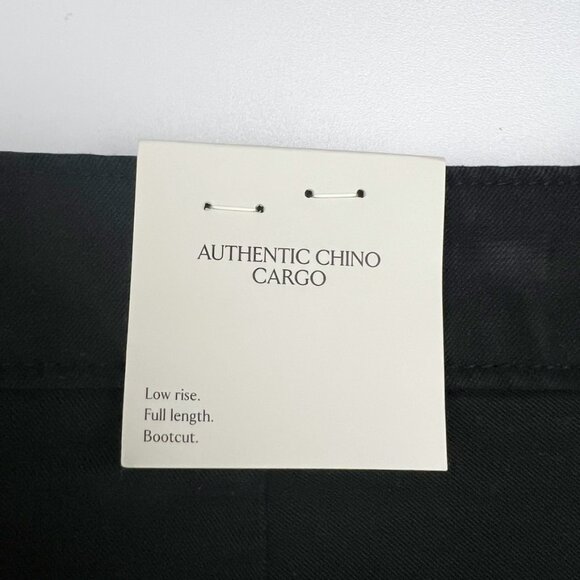 AUTHENTIC CHINO
CARGO
Low rise.
Full length.
Bootcut.